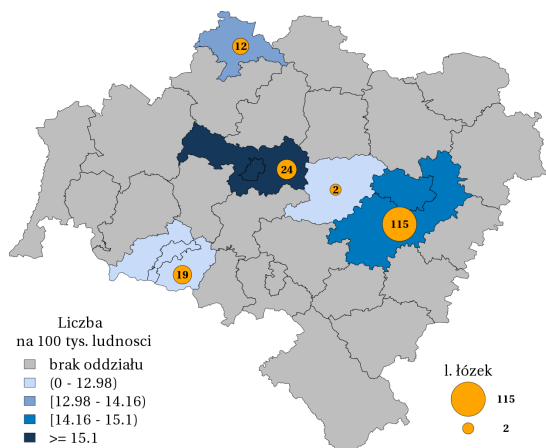 12
24
2
115
19
Liczba
na 100 tys. ludnosci
brak oddziału
(0 - 12.98)
[12.98 - 14.16)
[14.16 - 15.1)
>= 15.1
l. łózek
115
2